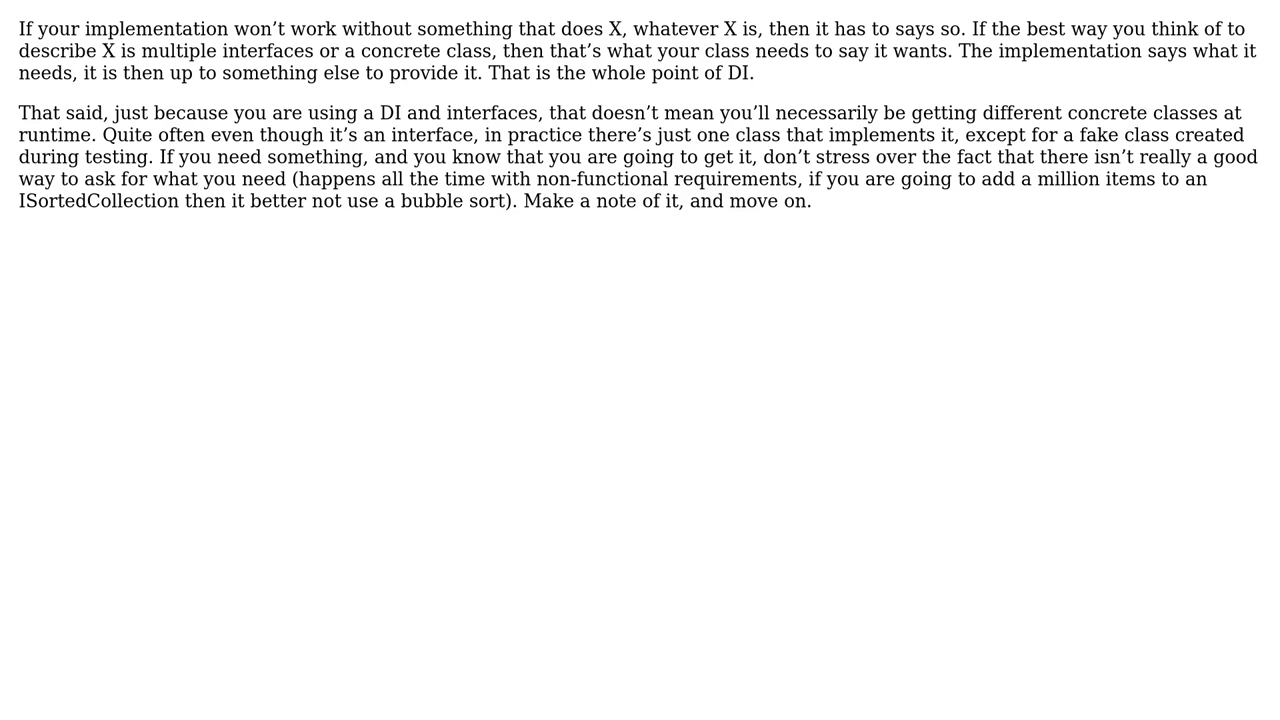 If your implementation won’t work without something that does X, whatever X is, then it has to says so. If the best way you think of to
describe X is multiple interfaces or a concrete class, then that’s what your class needs to say it wants. The implementation says what it
needs, it is then up to something else to provide it. That is the whole point of DI.
That said, just because you are using a DI and interfaces, that doesn’t mean you’ll necessarily be getting different concrete classes at
runtime. Quite often even though it’s an interface, in practice there’s just one class that implements it, except for a fake class created
during testing. If you need something, and you know that you are going to get it, don’t stress over the fact that there isn’t really a good
way to ask for what you need (happens all the time with non-functional requirements, if you are going to add a million items to an
ISortedCollection then it better not use a bubble sort). Make a note of it, and move on.